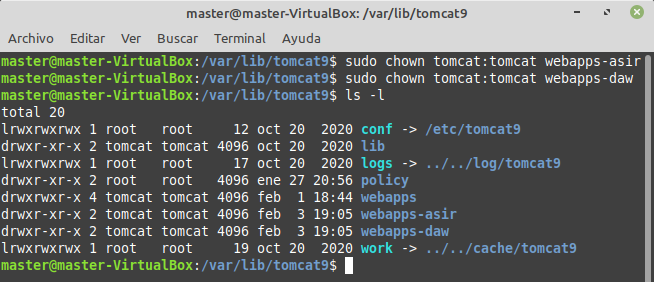 master@master-VirtualBox: /var/lib/tomcat9
Archivo Editar Ver Buscar Terminal Ayuda
master@master-VirtualBox:/var/lib/tomcat9$ sudo chown tomcat:tomcat webapps-asir
master@master-VirtualBox:/var/lib/tomcat9$ sudo chown tomcat:tomcat webapps-daw
master@master-VirtualBox:/var/lib/tomcat9$ ls -l
total 20
lrwxrwxrwx 1 root   root     12 oct 20  2020 conf -> /etc/tomcat9
drwxr-xr-x 2 tomcat tomcat 4096 oct 20  2020 lib
lrwxrwxrwx 1 root   root     17 oct 20  2020 logs -> ../../log/tomcat9
drwxr-xr-x 2 root   root   4096 ene 27 20:56 policy
drwxr-xr-x 4 tomcat tomcat 4096 feb  1 18:44 webapps
drwxr-xr-x 2 tomcat tomcat 4096 feb  3 19:05 webapps-asir
drwxr-xr-x 2 tomcat tomcat 4096 feb  3 19:05 webapps-daw
lrwxrwxrwx 1 root   root     19 oct 20  2020 work -> ../../cache/tomcat9
master@master-VirtualBox:/var/lib/tomcat9$